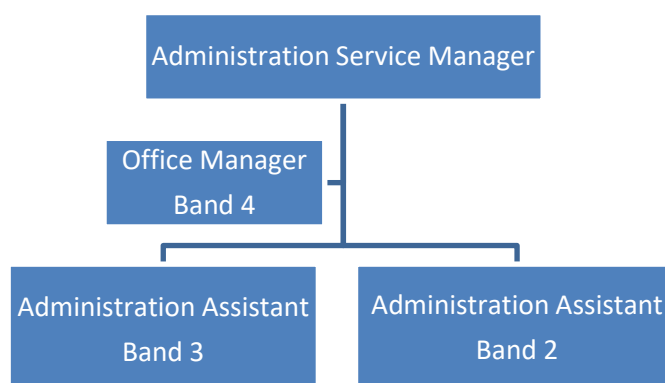 Administration Service Manager
Office Manager
Band 4
Administration Assistant
Band 3
Administration Assistant
Band 2